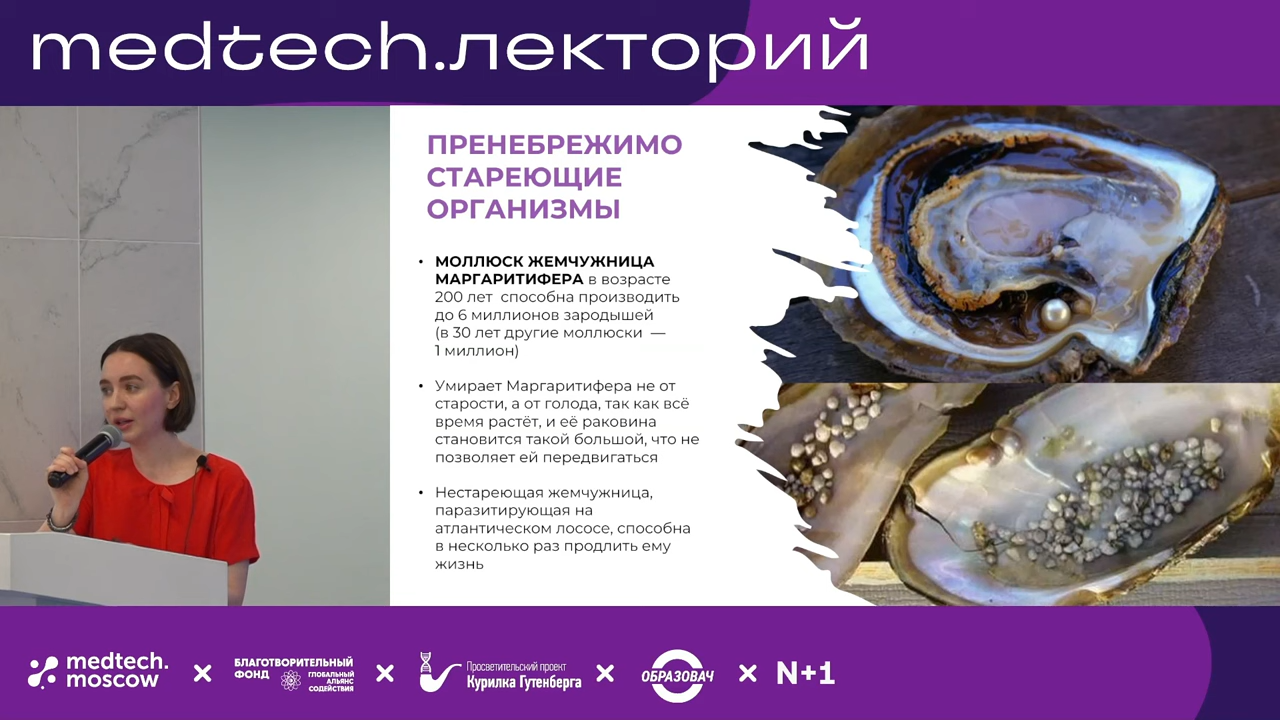 medtech.лекторий
ПРЕНЕБРЕЖИМО
СТАРЕЮЩИЕ
ОРГАНИЗМЫ
• МОЛЛЮСК ЖЕМЧУЖНИЦА
МАРГАРИТИФЕРА в возрасте
200 лет способна производить
до 6 миллионов зародышей
(в 30 лет другие моллюски —
1 миллион)
• Умирает Маргаритифера не от
старости, а от голода, так как всё
время растёт, и её раковина
становится такой большой, что не
позволяет ей передвигаться
• Нестареющая жемчужница,
паразитирующая на
атлантическом лососе, способна
в несколько раз продлить ему
жизнь
medtech.
moscow
×
БЛАГОТВОРИТЕЛЬНЫЙ
ФОНД
ГЛОБАЛЬНЫЙ
АЛЬЯНС
СОДЕЙСТВИЯ
×
Просветительский проект
Курилка Гутенберга
×
ОБРАЗОВАЧ
×
N+1